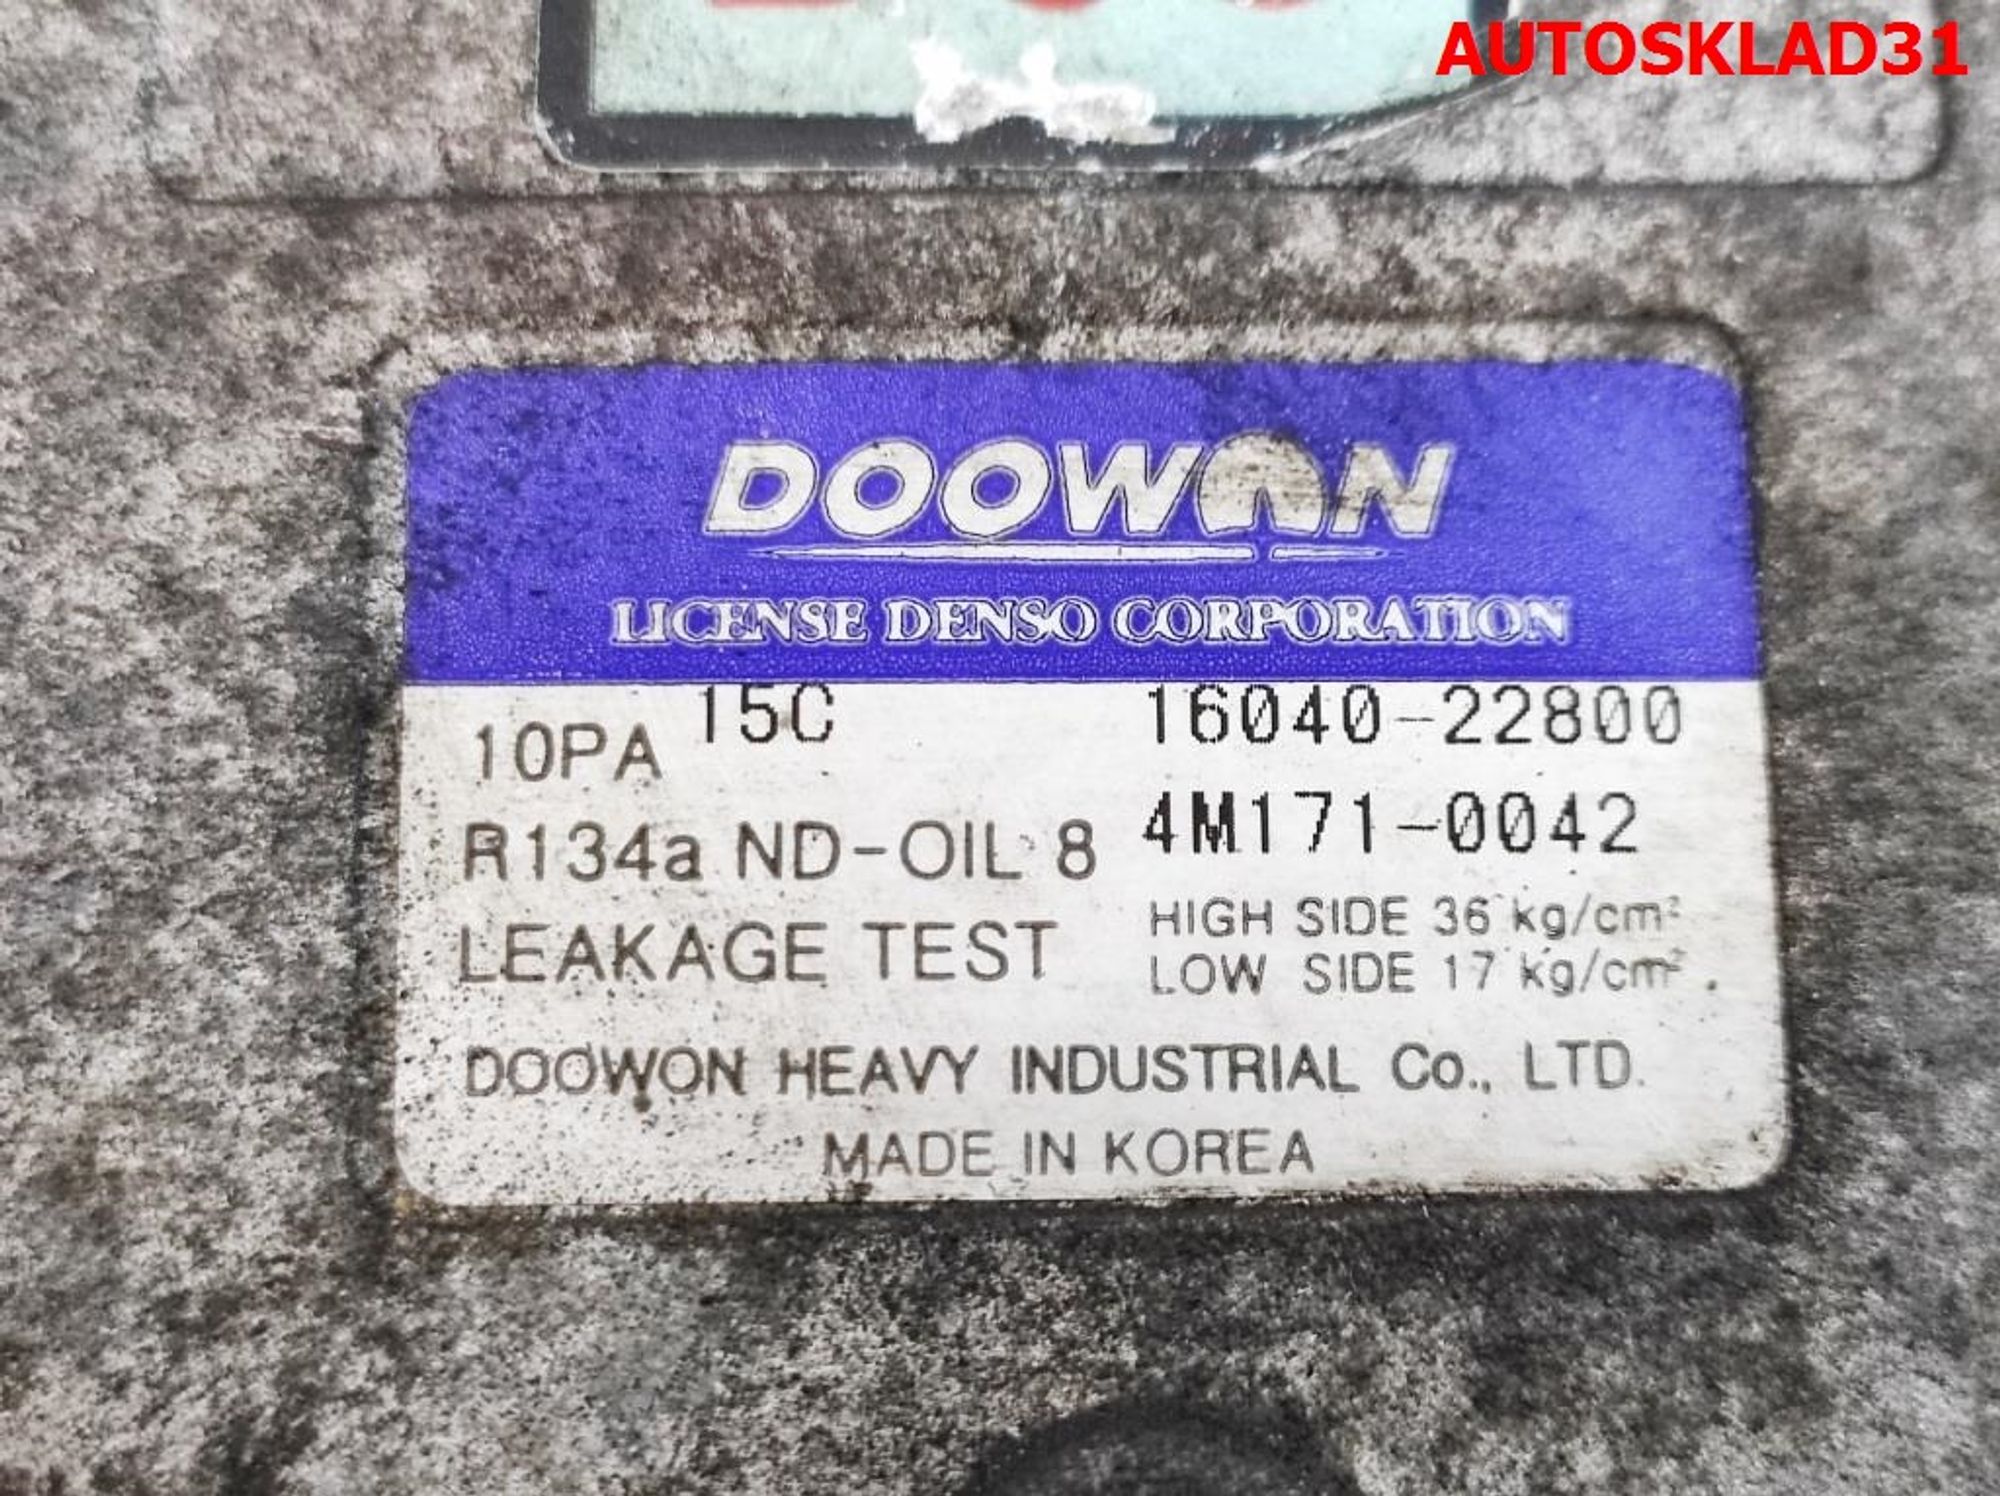 AUTOSKLAD31
DOOWON
LICENSE DENSO CORPORATION
10PA 15C 16040-22800
R134a ND-OIL 8 4M171-0042
LEAKAGE TEST HIGH SIDE 36 kg/cm²
LOW SIDE 17 kg/cm²
DOOWON HEAVY INDUSTRIAL Co., LTD.
MADE IN KOREA